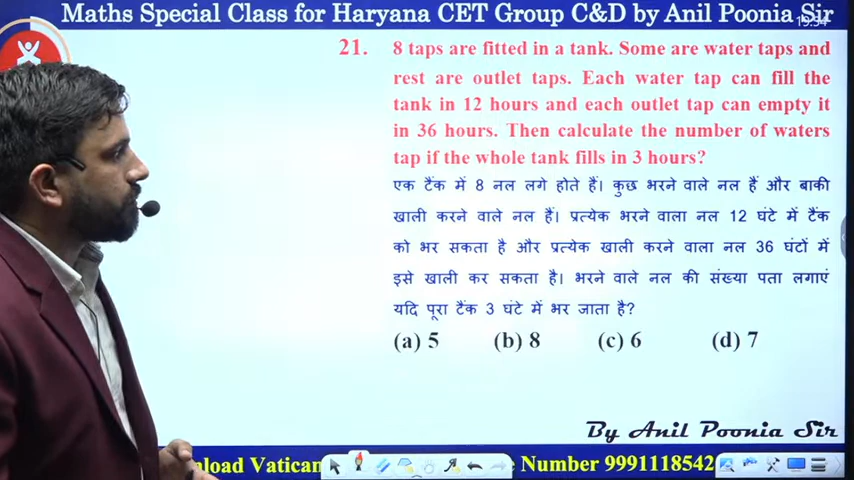 Maths Special Class for Haryana CET Group C&D by Anil Poonia Sir
21. 8 taps are fitted in a tank. Some are water taps and
rest are outlet taps. Each water tap can fill the
tank in 12 hours and each outlet tap can empty it
in 36 hours. Then calculate the number of waters
tap if the whole tank fills in 3 hours?
एक टैंक में 8 नल लगे होते हैं। कुछ भरने वाले नल हैं और बाकी
खाली करने वाले नल हैं। प्रत्येक भरने वाला नल 12 घंटे में टैंक
को भर सकता है और प्रत्येक खाली करने वाला नल 36 घंटों में
इसे खाली कर सकता है। भरने वाले नल की संख्या पता लगाएं
यदि पूरा टैंक 3 घंटे में भर जाता है?
(a) 5 (b) 8 (c) 6 (d) 7
By Anil Poonia Sir
Number 9991118542